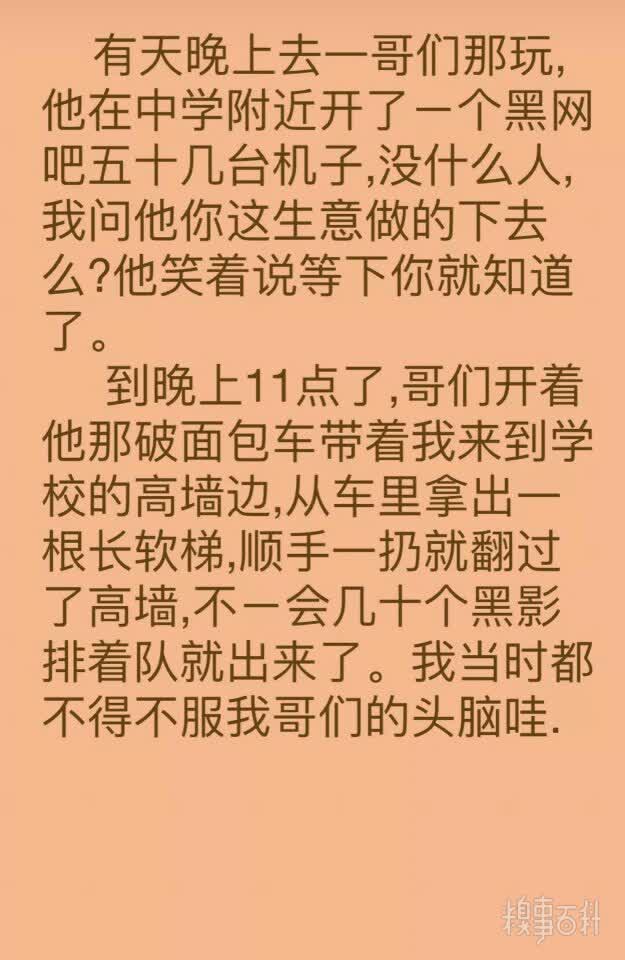 有天晚上去一哥们那玩,
他在中学附近开了一个黑网
吧五十几台机子,没什么人,
我问他你这生意做的下去
么?他笑着说等下你就知道
了。
到晚上11点了,哥们开着
他那破面包车带着我来到学
校的高墙边,从车里拿出一
根长软梯,顺手一扔就翻过
了高墙,不一会几十个黑影
排着队就出来了。我当时都
不得不服我哥们的头脑哇.
糗事百科